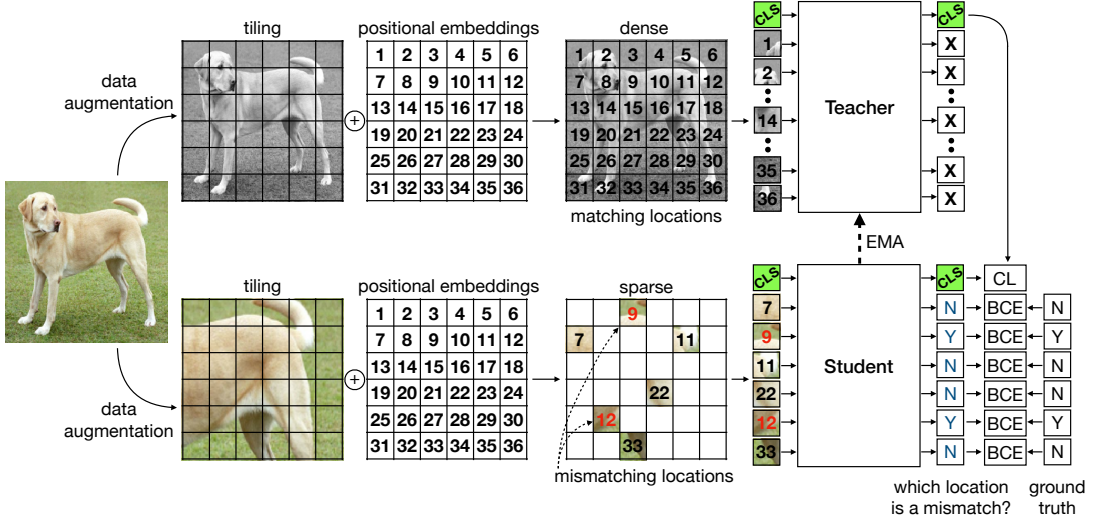 tiling
positional embeddings
dense
data
augmentation
1 2 3 4 5 6
7 8 9 10 11 12
13 14 15 16 17 18
19 20 21 22 23 24
25 26 27 28 29 30
31 32 33 34 35 36
+
1 2 3 4 5 6
7 8 9 10 11 12
13 14 15 16 17 18
19 20 21 22 23 24
25 26 27 28 29 30
31 32 33 34 35 36
matching locations
CLS
1
2
14
35
36
Teacher
CLS
X
X
X
X
X
EMA
data
augmentation
tiling
positional embeddings
sparse
+
1 2 3 4 5 6
7 8 9 10 11 12
13 14 15 16 17 18
19 20 21 22 23 24
25 26 27 28 29 30
31 32 33 34 35 36
9
7 11
22
12
33
mismatching locations
Student
CLS CLS CL
7 N BCE N
9 Y BCE Y
11 N BCE N
22 N BCE N
12 Y BCE Y
33 N BCE N
which location
is a mismatch?
ground
truth